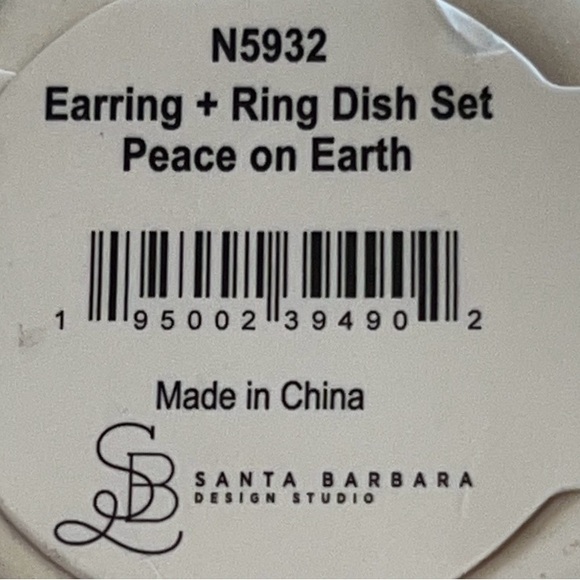 N5932
Earring + Ring Dish Set
Peace on Earth
1 95002 39490 2
Made in China
SB
SANTA BARBARA
DESIGN STUDIO